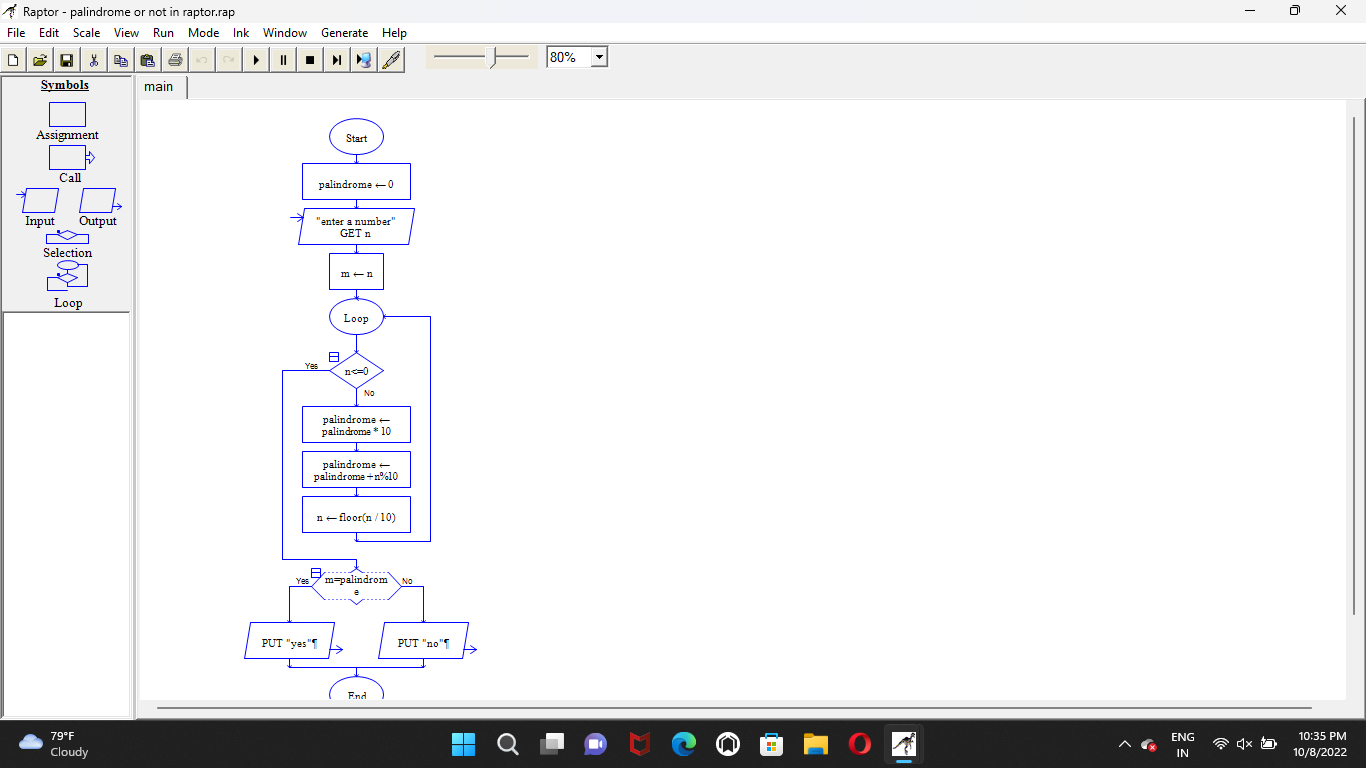 Raptor - palindrome or not in raptor.rap
File Edit Scale View Run Mode Ink Window Generate Help
80%
Symbols
Assignment
Call
Input Output
Selection
Loop
main
Start
palindrome ← 0
"enter a number"
GET n
m ← n
Loop
Yes
n<=0
No
palindrome ←
palindrome * 10
palindrome ←
palindrome+n%10
n ← floor(n / 10)
Yes
m=palindrom
e
No
PUT "yes"¶
PUT "no"¶
End
79°F
Cloudy
ENG
IN
10:35 PM
10/8/2022